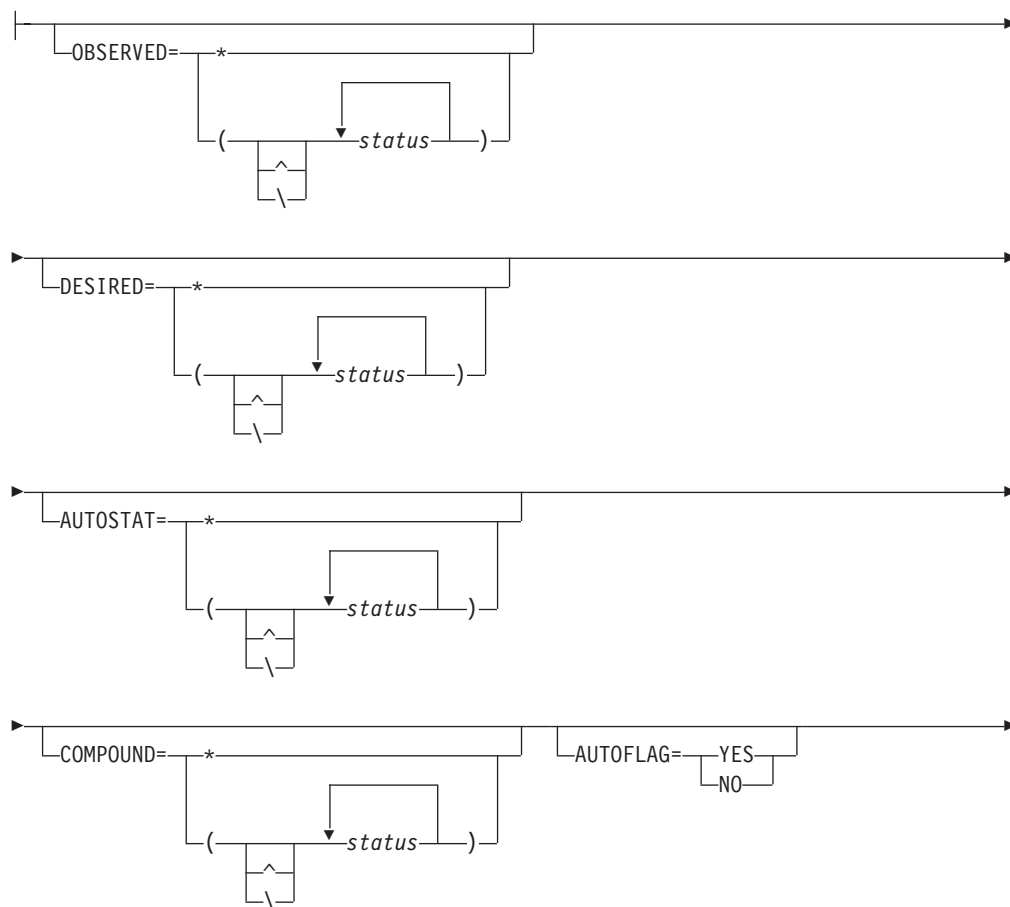 OBSERVED= *
( ^ \ status )
DESIRED= *
( ^ \ status )
AUTOSTAT= *
( ^ \ status )
COMPOUND= * AUTOFLAG= YES
NO
( ^ \ status )